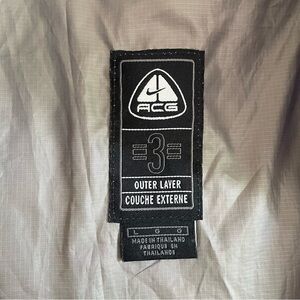 ACG
3
OUTER LAYER
COUCHE EXTERNE
L G G
MADE IN THAILAND
FABRIQUE EN
THAILANDE